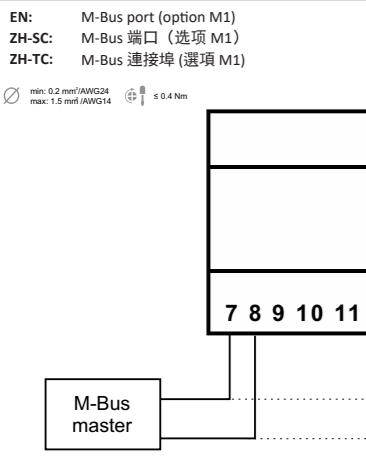 EN: M-Bus port (option M1)
ZH-SC: M-Bus 端口（选项 M1）
ZH-TC: M-Bus 連接埠 (選項 M1)
min: 0.2 mm²/AWG24
max: 1.5 mm²/AWG14
≤ 0.4 Nm
7 8 9 10 11
M-Bus
master